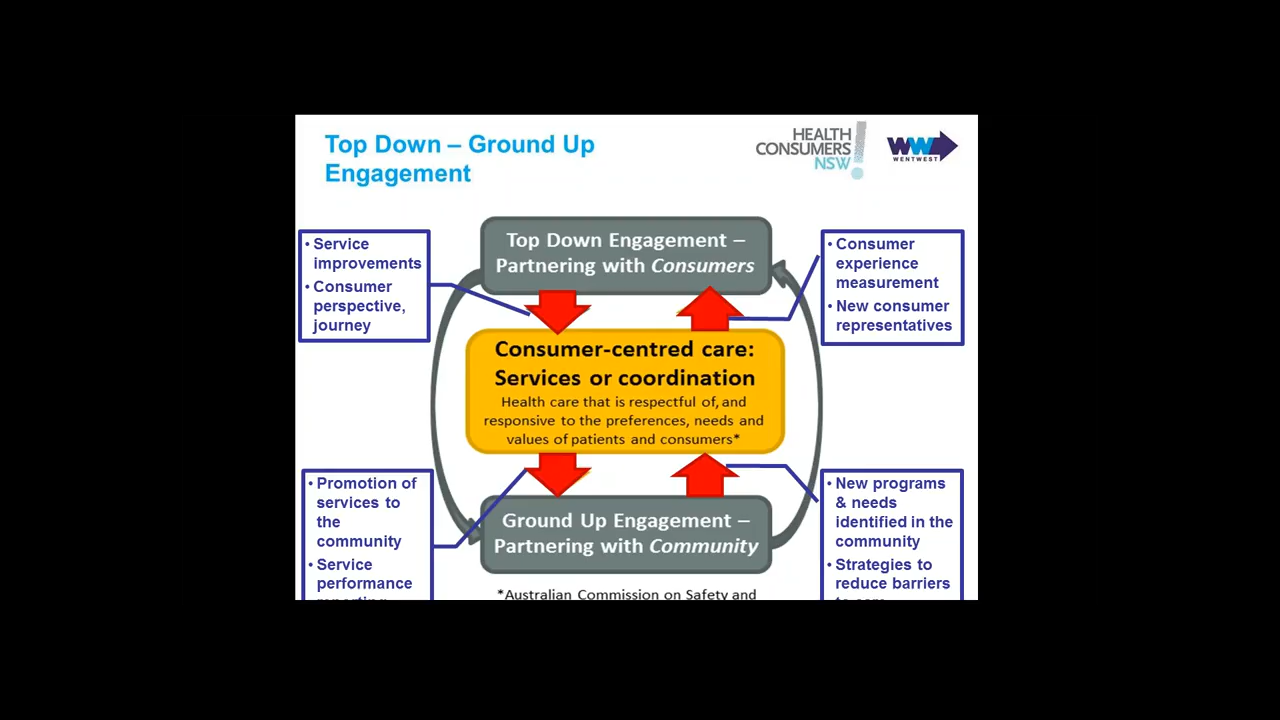 Top Down – Ground Up
Engagement
HEALTH
CONSUMERS
NSW
WW
WENTWEST
• Service
improvements
• Consumer
perspective,
journey
Top Down Engagement –
Partnering with Consumers
• Consumer
experience
measurement
• New consumer
representatives
Consumer-centred care:
Services or coordination
Health care that is respectful of, and
responsive to the preferences, needs and
values of patients and consumers*
• Promotion of
services to
the
community
• Service
performance
Ground Up Engagement –
Partnering with Community
• New programs
& needs
identified in the
community
• Strategies to
reduce barriers
*Australian Commission on Safety and